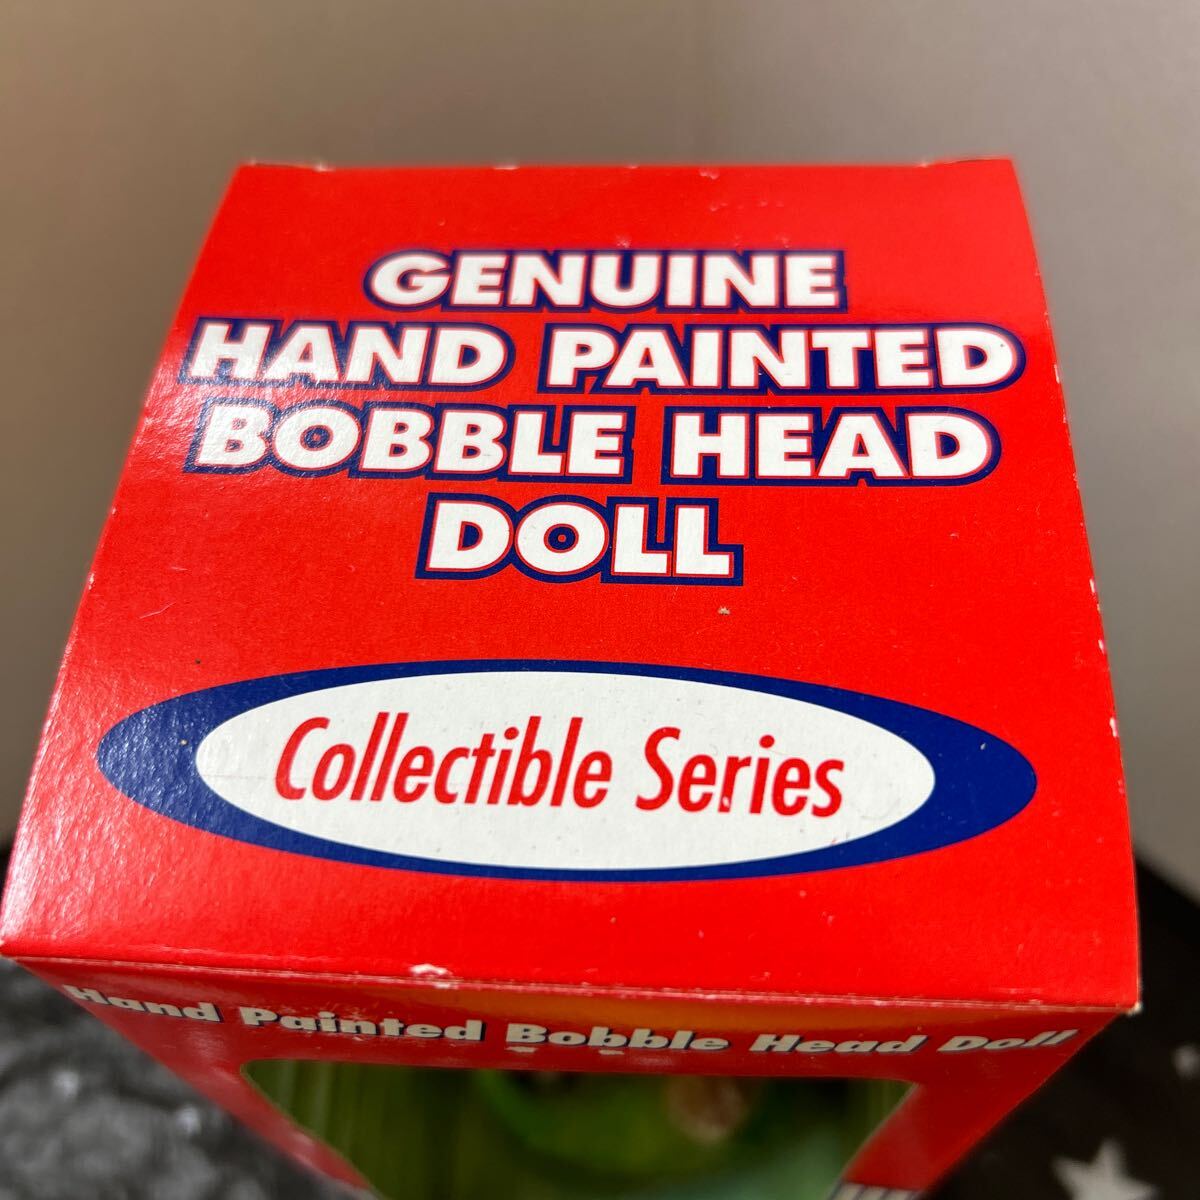 GENUINE
HAND PAINTED
BOBBLE HEAD
DOLL
Collectible Series
Hand Painted Bobble Head Doll